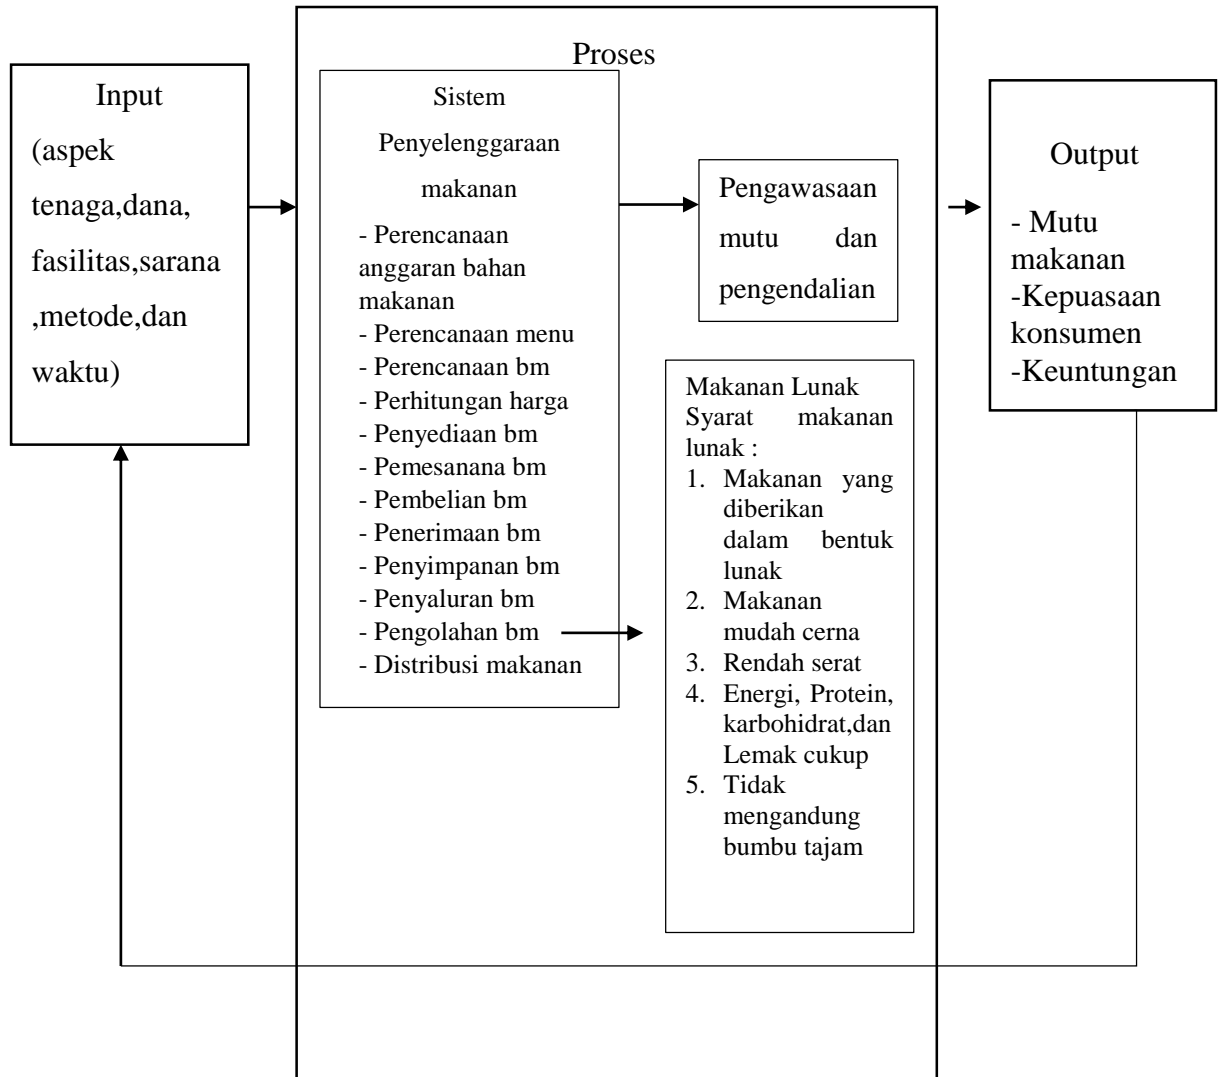 Proses
Input
(aspek
tenaga,dana,
fasilitas,sarana
,metode,dan
waktu)
Sistem
Penyelenggaraan
makanan
- Perencanaan
anggaran bahan
makanan
- Perencanaan menu
- Perencanaan bm
- Perhitungan harga
- Penyediaan bm
- Pemesanana bm
- Pembelian bm
- Penerimaan bm
- Penyimpanan bm
- Penyaluran bm
- Pengolahan bm
- Distribusi makanan
Pengawasaan
mutu dan
pengendalian
Makanan Lunak
Syarat makanan
lunak :
1. Makanan yang
diberikan
dalam bentuk
lunak
2. Makanan
mudah cerna
3. Rendah serat
4. Energi, Protein,
karbohidrat,dan
Lemak cukup
5. Tidak
mengandung
bumbu tajam
Output
- Mutu
makanan
-Kepuasaan
konsumen
-Keuntungan